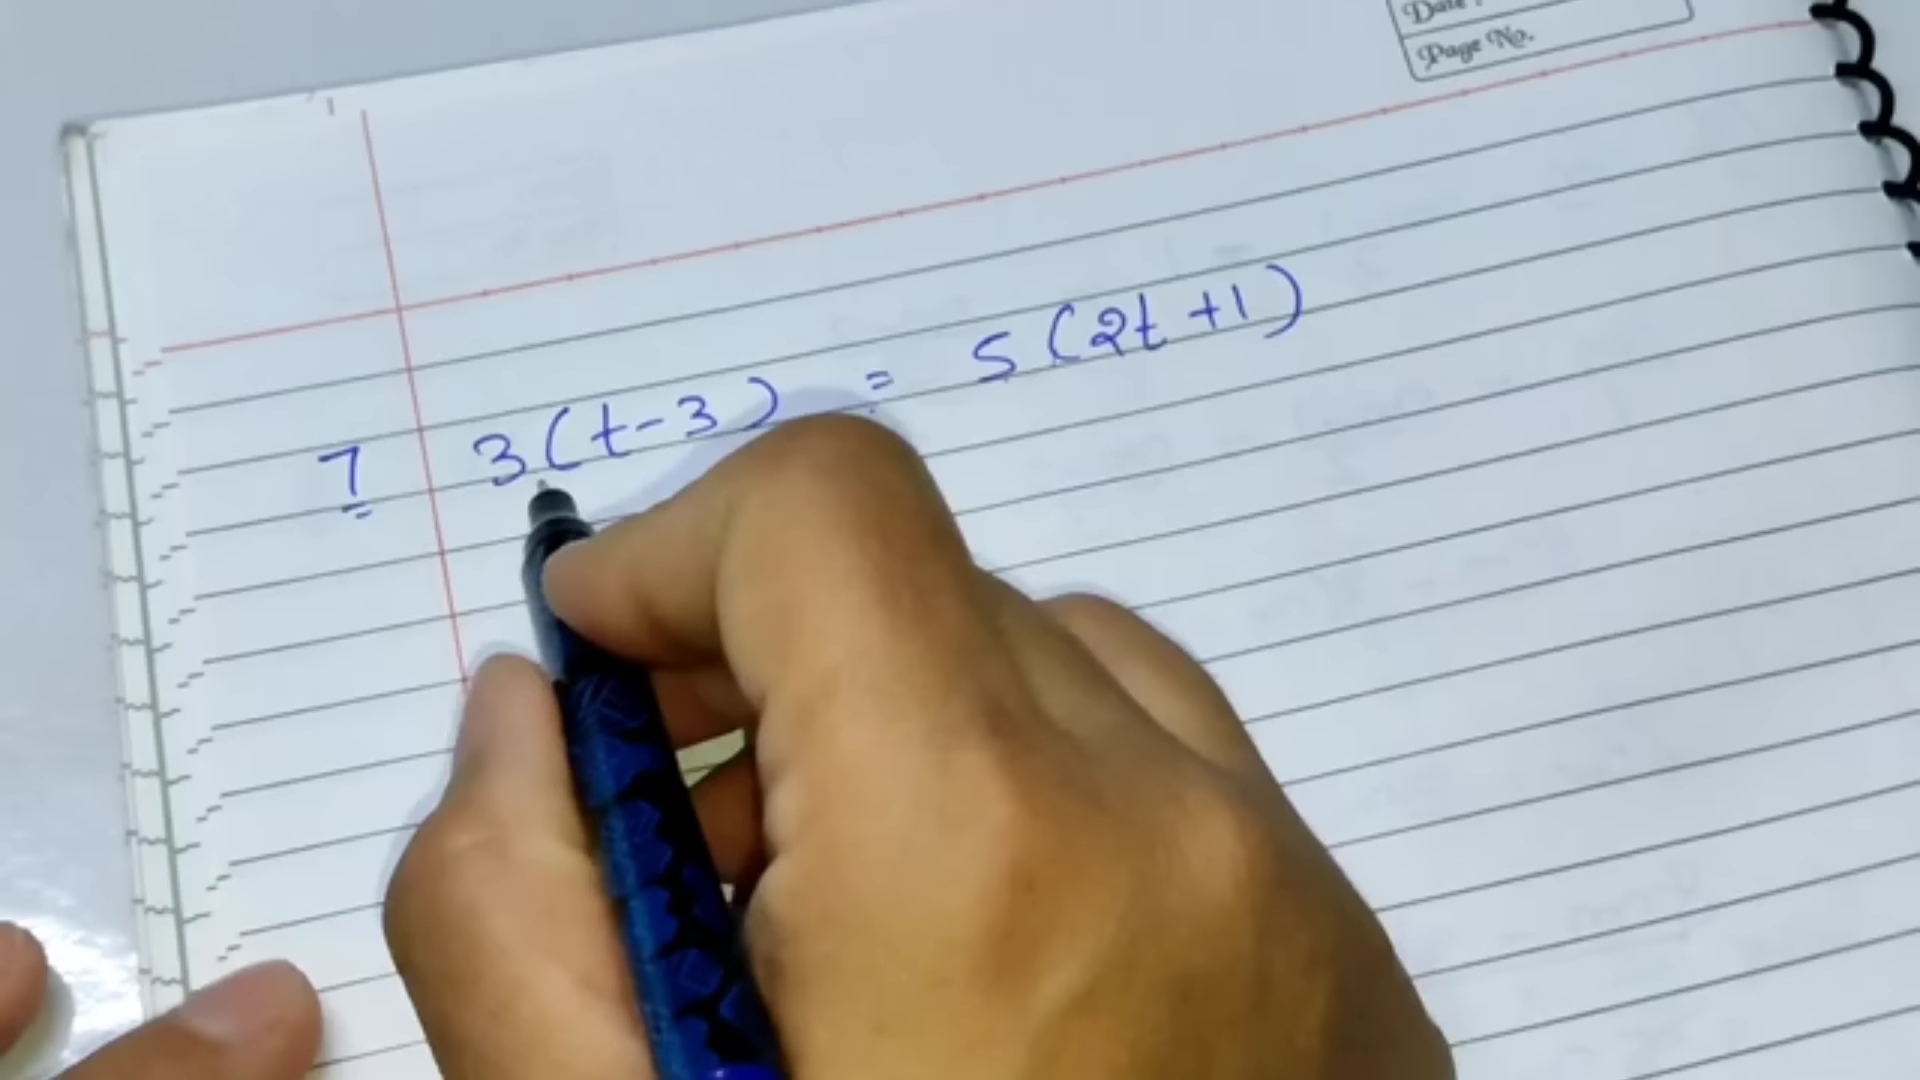 Date :
Page No.
7 3(t-3) = 5(2t+1)